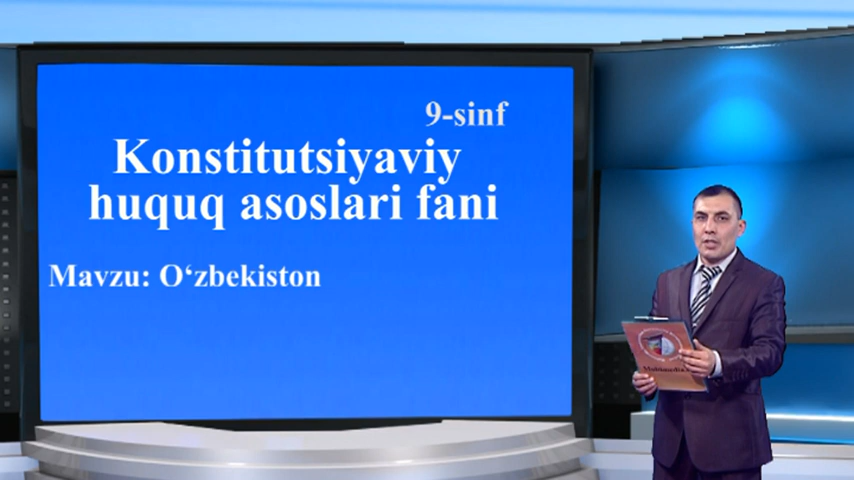 9-sinf
Konstitutsiyaviy
huquq asoslari fani
Mavzu: O‘zbekiston